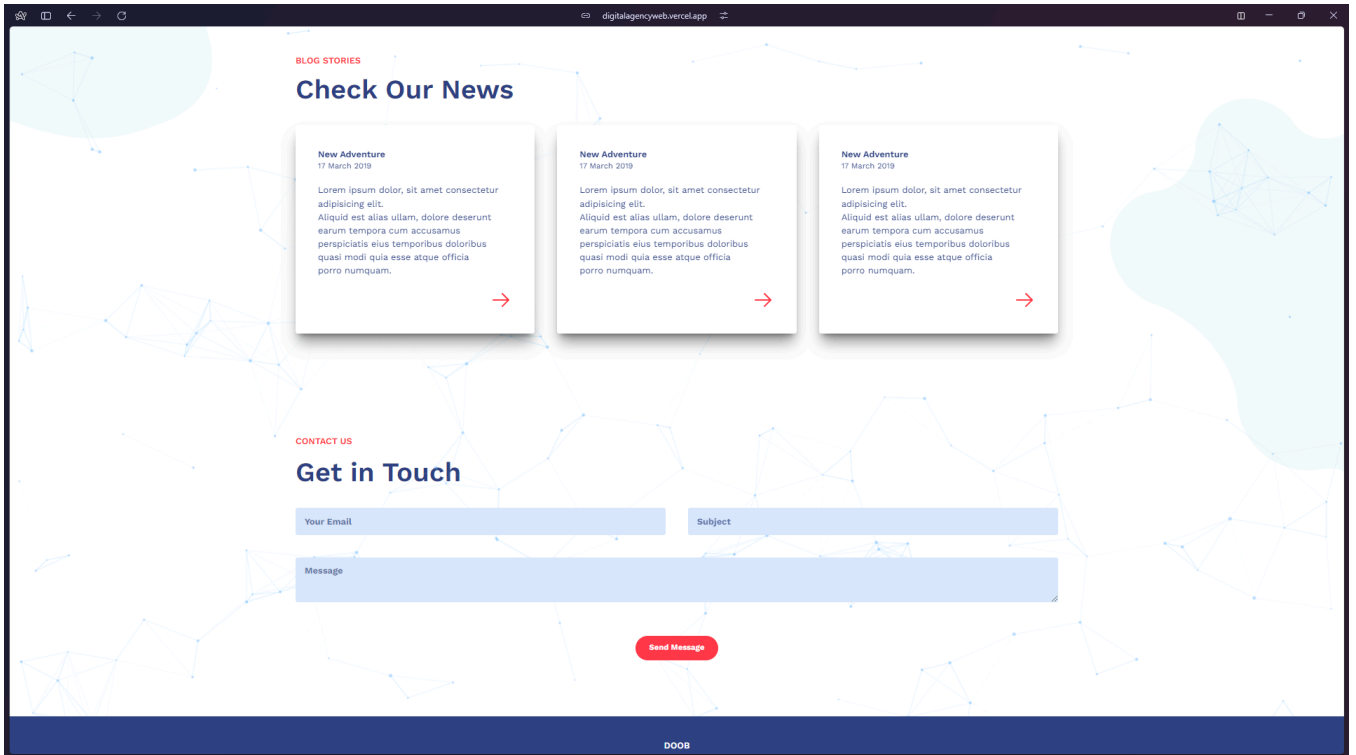 digitalagencyweb.vercel.app
BLOG STORIES
Check Our News
New Adventure
17 March 2019
Lorem ipsum dolor, sit amet consectetur
adipisicing elit.
Aliquid est alias ullam, dolore deserunt
earum tempora cum accusamus
perspiciatis eius temporibus doloribus
quasi modi quia esse atque officia
porro numquam.
New Adventure
17 March 2019
Lorem ipsum dolor, sit amet consectetur
adipisicing elit.
Aliquid est alias ullam, dolore deserunt
earum tempora cum accusamus
perspiciatis eius temporibus doloribus
quasi modi quia esse atque officia
porro numquam.
New Adventure
17 March 2019
Lorem ipsum dolor, sit amet consectetur
adipisicing elit.
Aliquid est alias ullam, dolore deserunt
earum tempora cum accusamus
perspiciatis eius temporibus doloribus
quasi modi quia esse atque officia
porro numquam.
CONTACT US
Get in Touch
Your Email
Subject
Message
Send Message
DOOB